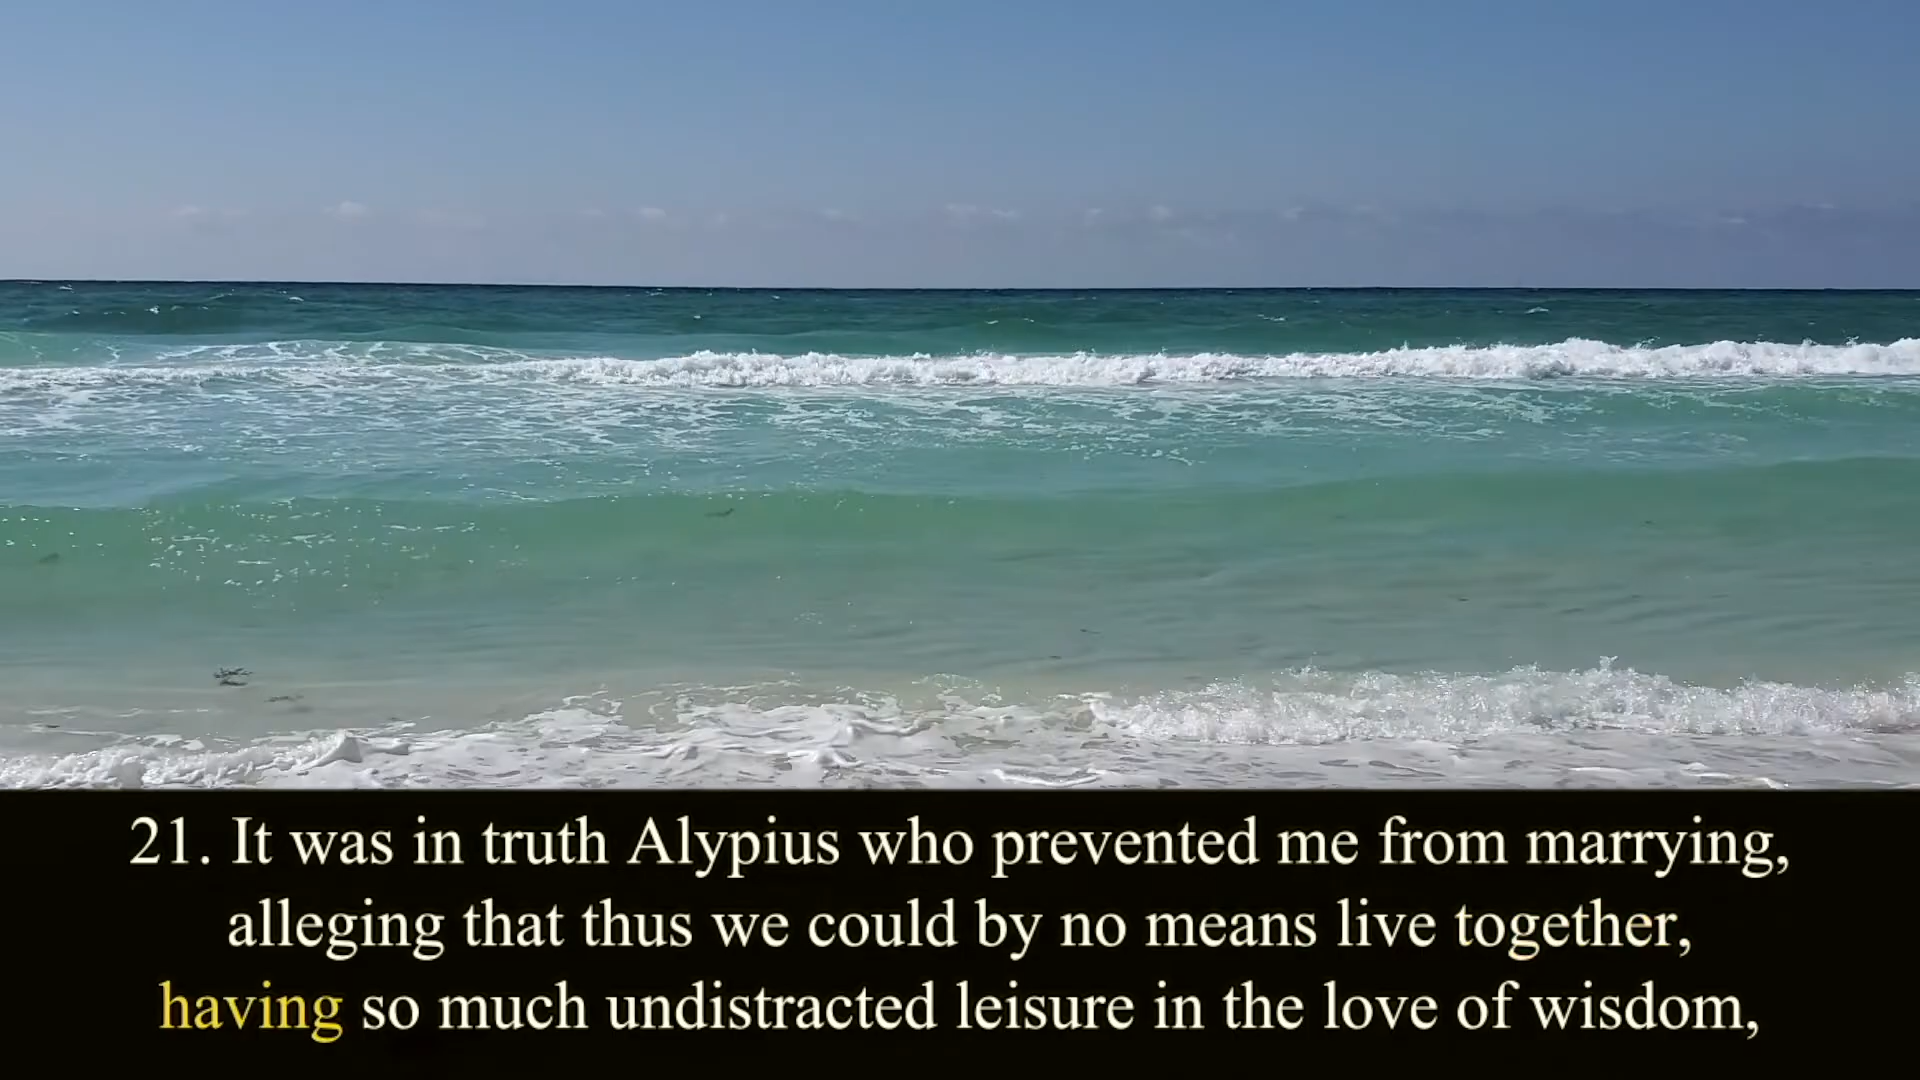 21. It was in truth Alypius who prevented me from marrying,
alleging that thus we could by no means live together,
having so much undistracted leisure in the love of wisdom,